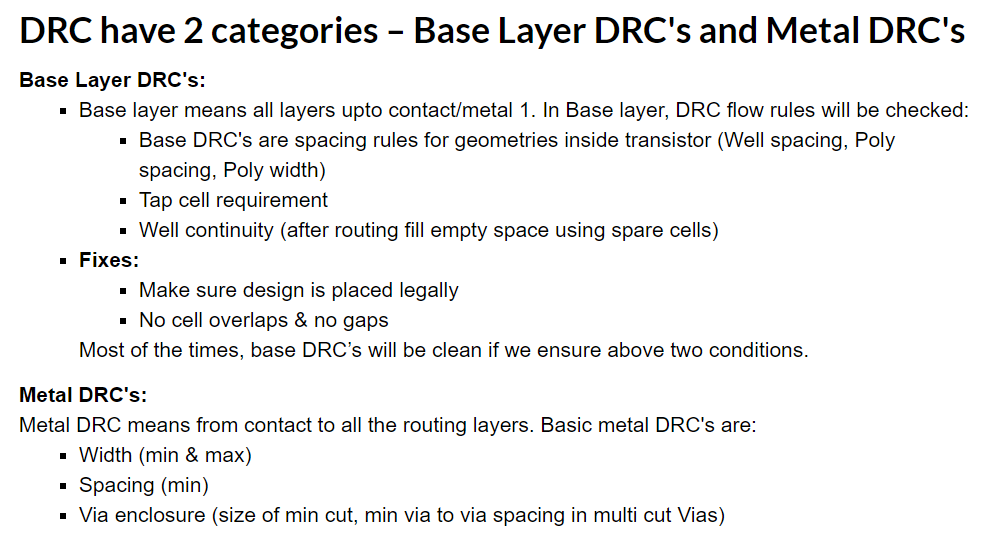 DRC have 2 categories – Base Layer DRC's and Metal DRC's
Base Layer DRC's:
▪ Base layer means all layers upto contact/metal 1. In Base layer, DRC flow rules will be checked:
▪ Base DRC's are spacing rules for geometries inside transistor (Well spacing, Poly
spacing, Poly width)
▪ Tap cell requirement
▪ Well continuity (after routing fill empty space using spare cells)
▪ Fixes:
▪ Make sure design is placed legally
▪ No cell overlaps & no gaps
Most of the times, base DRC’s will be clean if we ensure above two conditions.
Metal DRC's:
Metal DRC means from contact to all the routing layers. Basic metal DRC's are:
▪ Width (min & max)
▪ Spacing (min)
▪ Via enclosure (size of min cut, min via to via spacing in multi cut Vias)